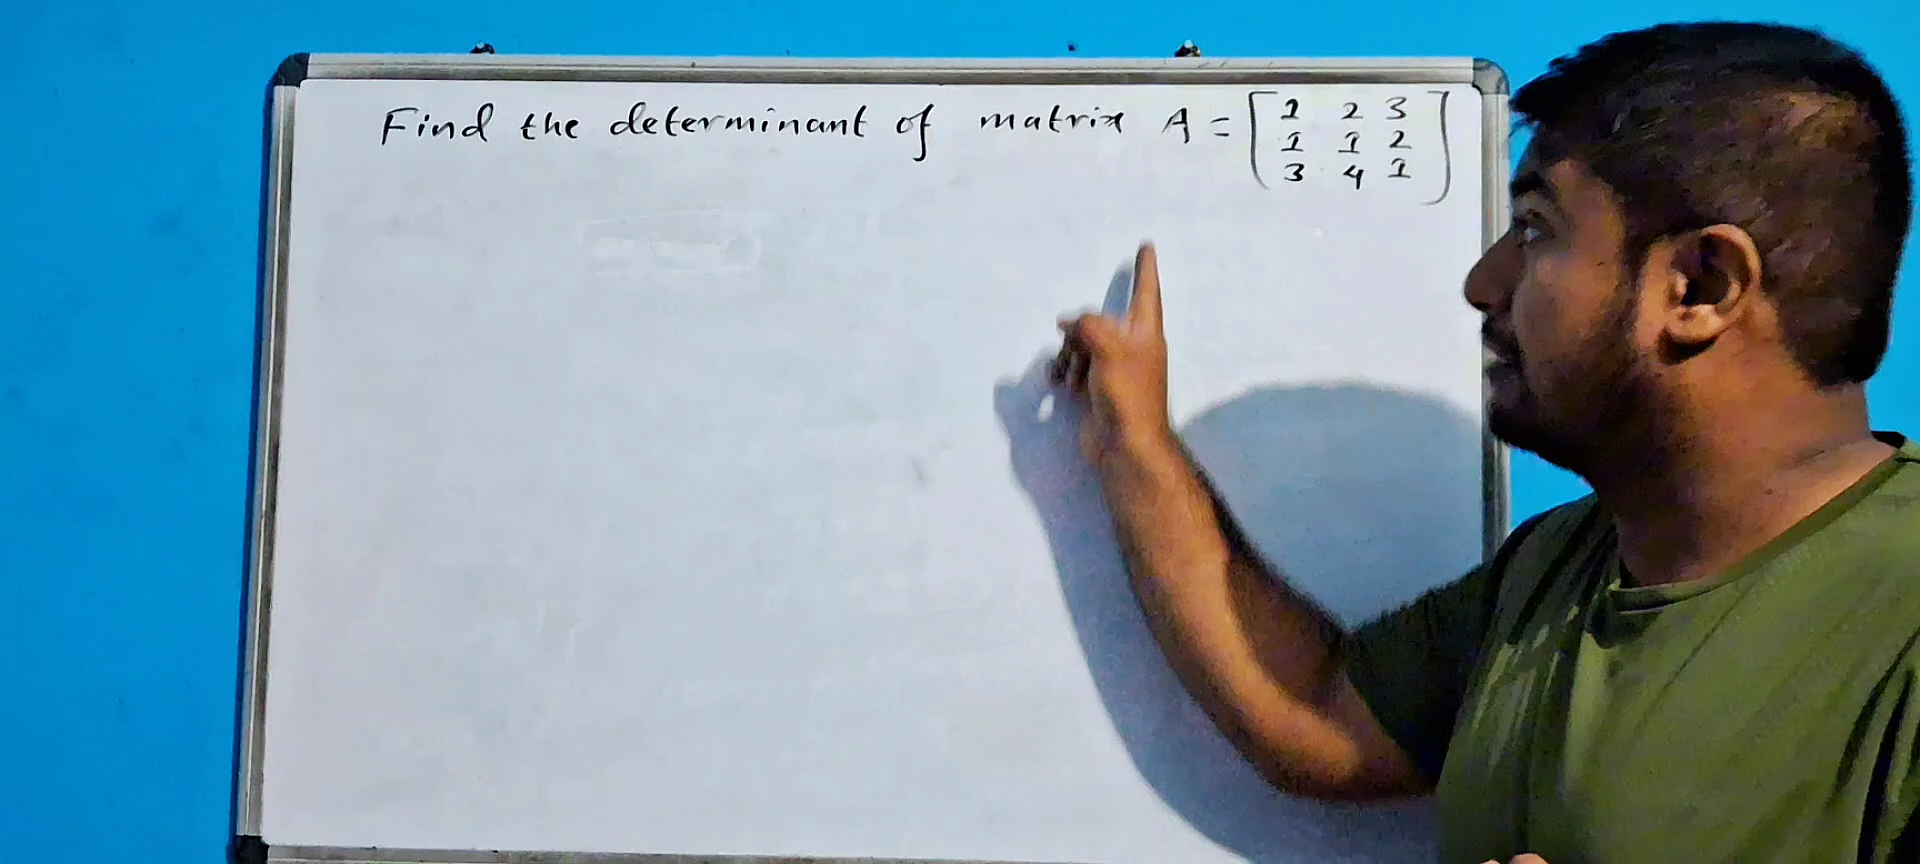 Find the determinant of matrix A = [1 2 3
1 1 2
3 4 1]